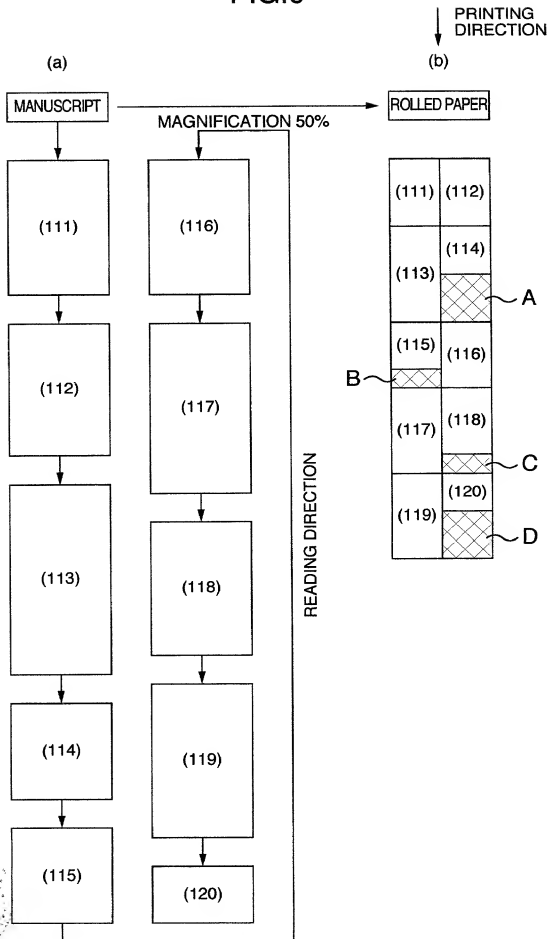 PRINTING
DIRECTION
(a)
(b)
MANUSCRIPT
ROLLED PAPER
MAGNIFICATION 50%
(111)
(112)
(113)
(114)
(115)
(116)
(117)
(118)
(119)
(120)
READING DIRECTION
(111)
(112)
(113)
(114)
A
(115)
(116)
B
(117)
(118)
C
(119)
(120)
D